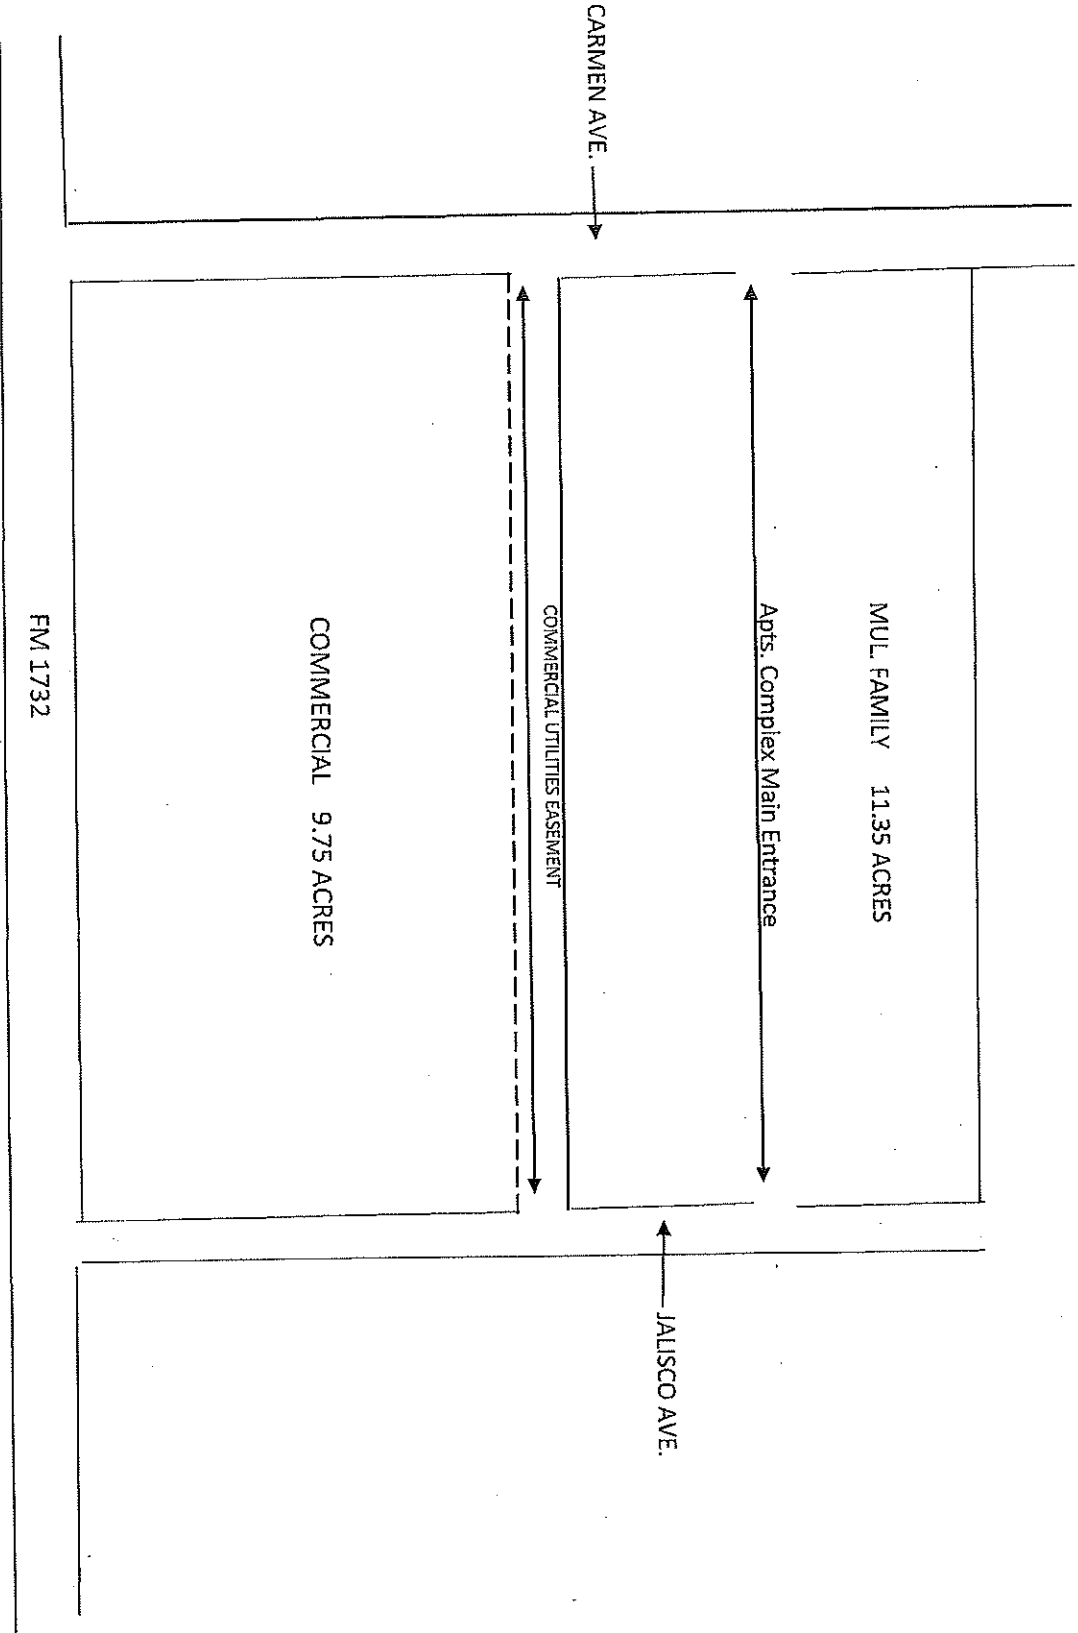 CARMEN AVE.
MUL. FAMILY 11.35 ACRES
Apts. Complex Main Entrance
JALISCO AVE.
COMMERCIAL UTILITIES EASEMENT
COMMERCIAL 9.75 ACRES
FM 1732